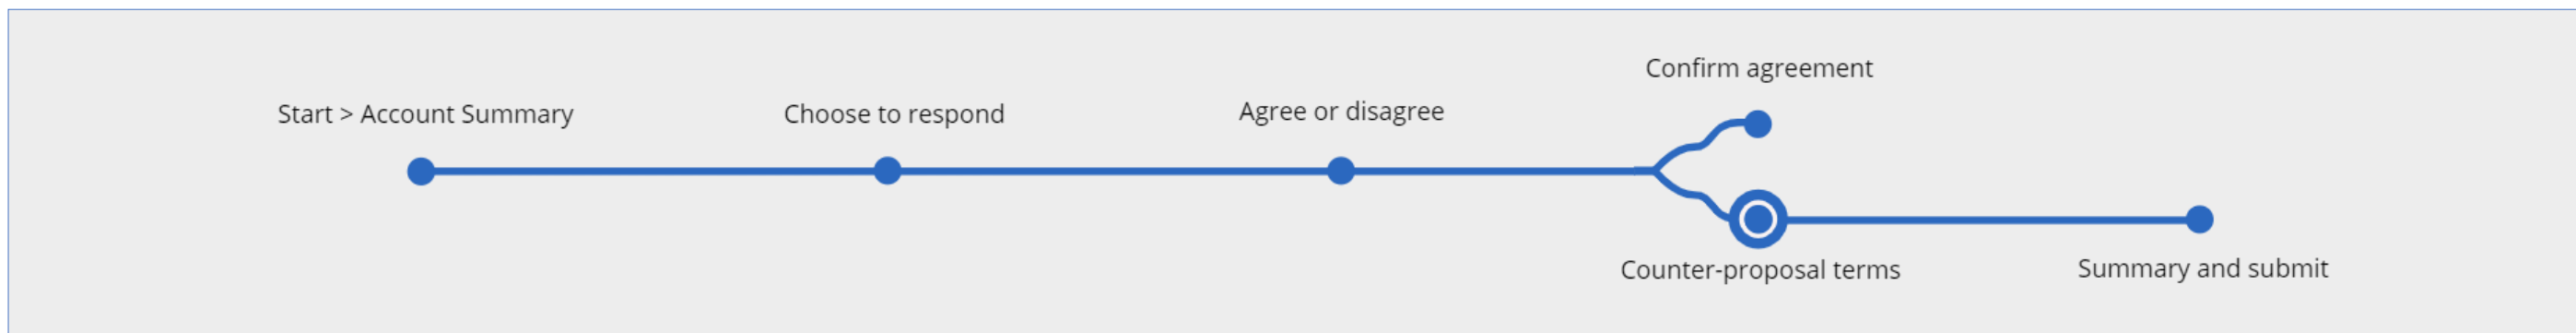 Start > Account Summary
Choose to respond
Agree or disagree
Confirm agreement
Counter-proposal terms
Summary and submit